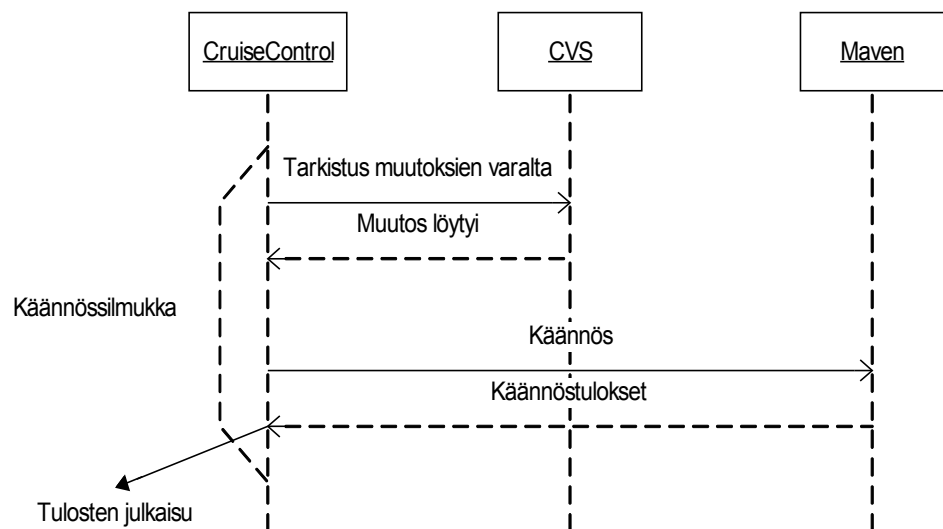 CruiseControl
CVS
Maven
Tarkistus muutoksien varalta
Muutos löytyi
Käännössilmukka
Käännös
Käännöstulokset
Tulosten julkaisu